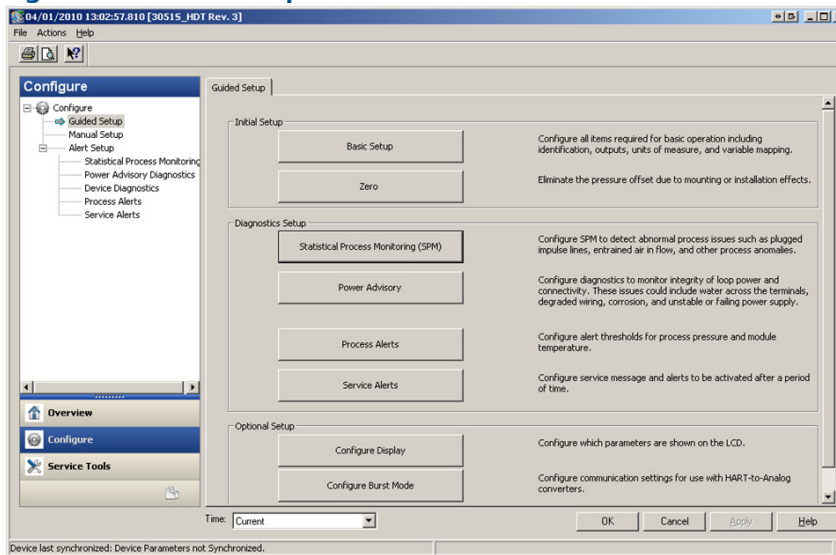 04/01/2010 13:02:57.810 [3051S_HDT Rev. 3]
File Actions Help
Configure
Configure
Guided Setup
Manual Setup
Alert Setup
Statistical Process Monitoring
Power Advisory Diagnostics
Device Diagnostics
Process Alerts
Service Alerts
Overview
Configure
Service Tools
Guided Setup
Initial Setup
Basic Setup
Configure all items required for basic operation including
identification, outputs, units of measure, and variable mapping.
Zero
Eliminate the pressure offset due to mounting or installation effects.
Diagnostics Setup
Statistical Process Monitoring (SPM)
Configure SPM to detect abnormal process issues such as plugged
impulse lines, entrained air in flow, and other process anomalies.
Power Advisory
Configure diagnostics to monitor integrity of loop power and
connectivity. These issues could include water across the terminals,
degraded wiring, corrosion, and unstable or failing power supply.
Process Alerts
Configure alert thresholds for process pressure and module
temperature.
Service Alerts
Configure service message and alerts to be activated after a period
of time.
Optional Setup
Configure Display
Configure which parameters are shown on the LCD.
Configure Burst Mode
Configure communication settings for use with HART-to-Analog
converters.
Time: Current
OK Cancel Apply Help
Device last synchronized: Device Parameters not Synchronized.